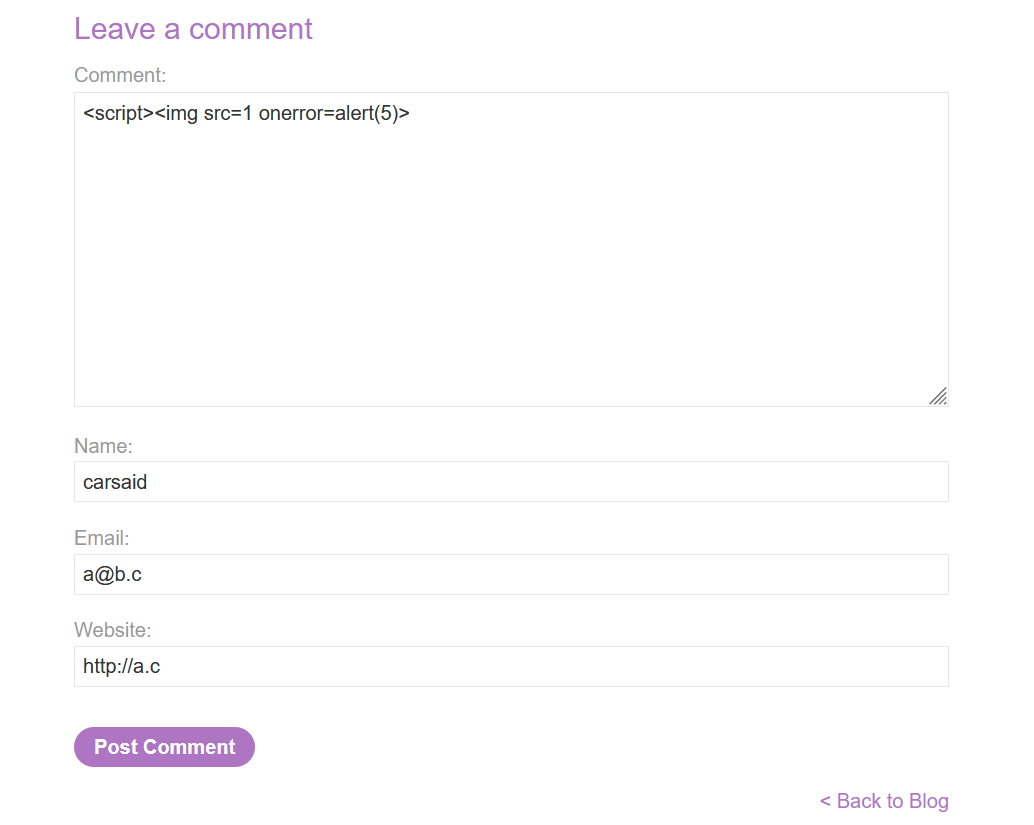 Leave a comment
Comment:
<script><img src=1 onerror=alert(5)>
Name:
carsaid
Email:
a@b.c
Website:
http://a.c
Post Comment
< Back to Blog